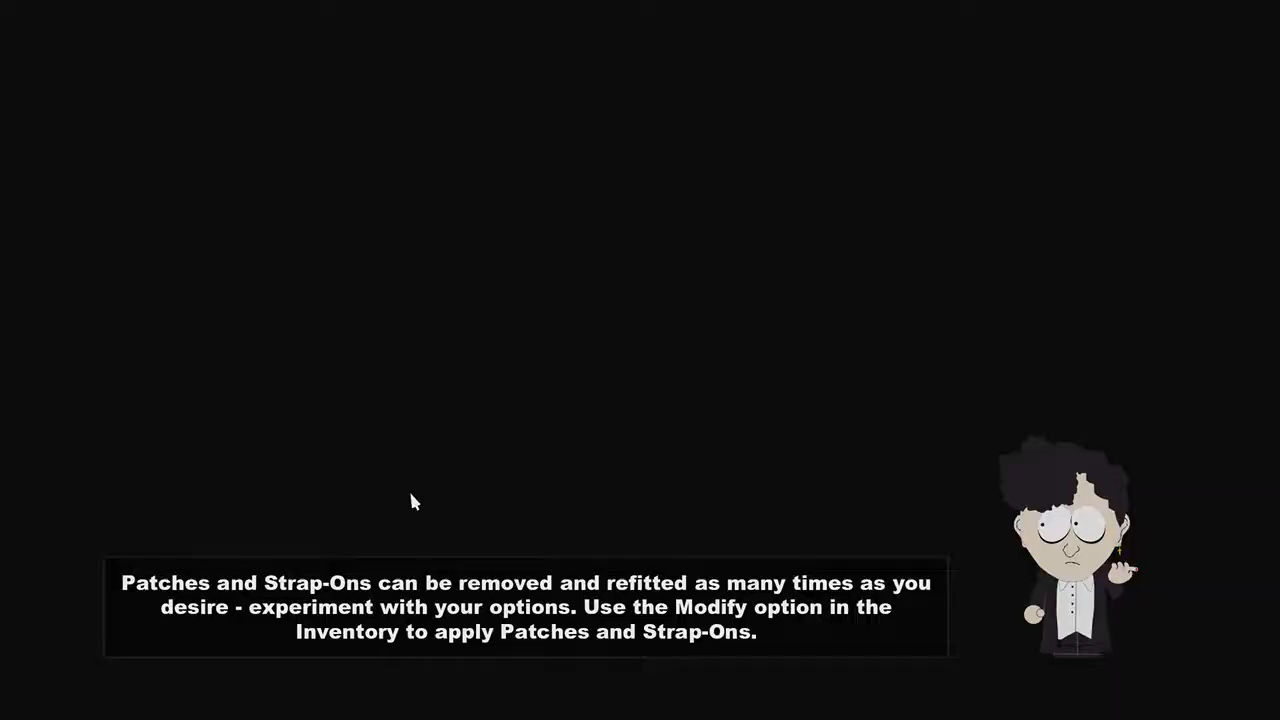 Patches and Strap-Ons can be removed and refitted as many times as you
desire - experiment with your options. Use the Modify option in the
Inventory to apply Patches and Strap-Ons.